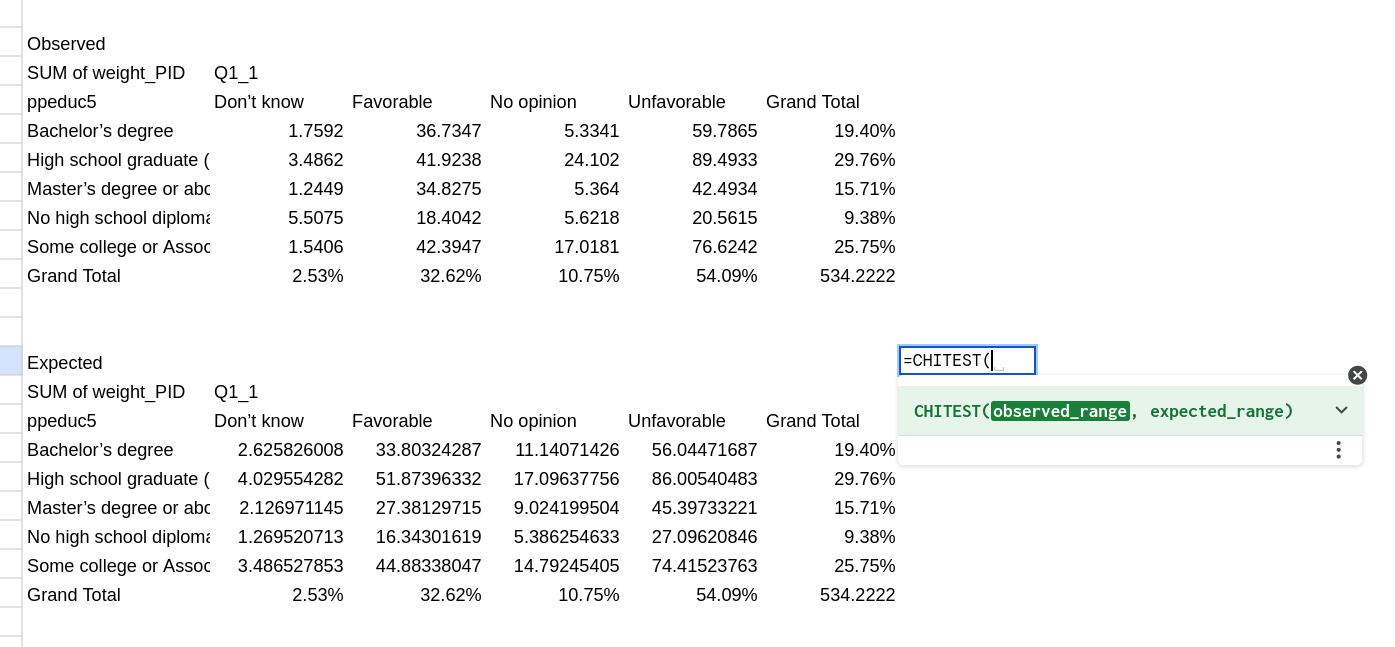 Observed
SUM of weight_PID Q1_1
ppeduc5 Don’t know Favorable No opinion Unfavorable Grand Total
Bachelor’s degree 1.7592 36.7347 5.3341 59.7865 19.40%
High school graduate ( 3.4862 41.9238 24.102 89.4933 29.76%
Master’s degree or abo 1.2449 34.8275 5.364 42.4934 15.71%
No high school diploma 5.5075 18.4042 5.6218 20.5615 9.38%
Some college or Assoc 1.5406 42.3947 17.0181 76.6242 25.75%
Grand Total 2.53% 32.62% 10.75% 54.09% 534.2222
Expected =CHITEST(
SUM of weight_PID Q1_1
ppeduc5 Don’t know Favorable No opinion Unfavorable Grand Total
CHITEST(observed_range, expected_range)
Bachelor’s degree 2.625826008 33.80324287 11.14071426 56.04471687 19.40%
High school graduate ( 4.029554282 51.87396332 17.09637756 86.00540483 29.76%
Master’s degree or abo 2.126971145 27.38129715 9.024199504 45.39733221 15.71%
No high school diploma 1.269520713 16.34301619 5.386254633 27.09620846 9.38%
Some college or Assoc 3.486527853 44.88338047 14.79245405 74.41523763 25.75%
Grand Total 2.53% 32.62% 10.75% 54.09% 534.2222